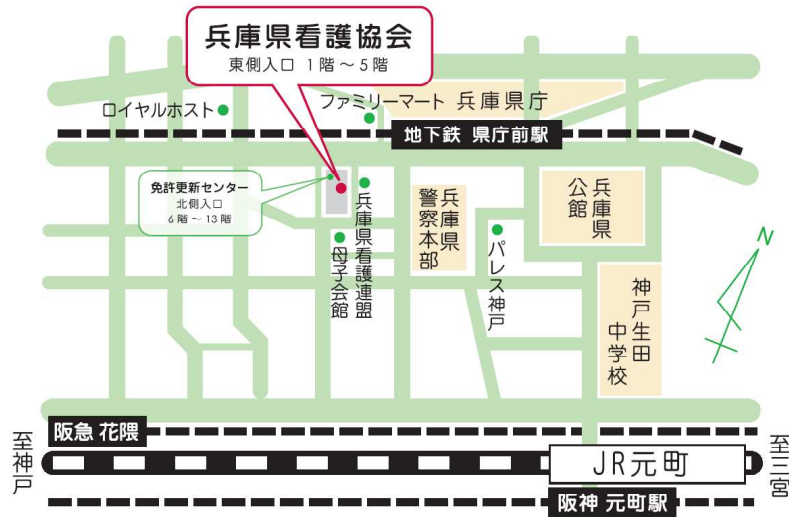 兵庫県看護協会
東側入口 1階～5階
ロイヤルホスト
ファミリーマート
兵庫県庁
地下鉄 県庁前駅
免許更新センター
北側入口
6階～13階
兵庫県看護連盟
母子会館
兵庫県
警察本部
パレス神戸
兵庫県
公館
神戸生田
中学校
N
阪急 花隈
至神戸
JR元町
至三宮
阪神 元町駅